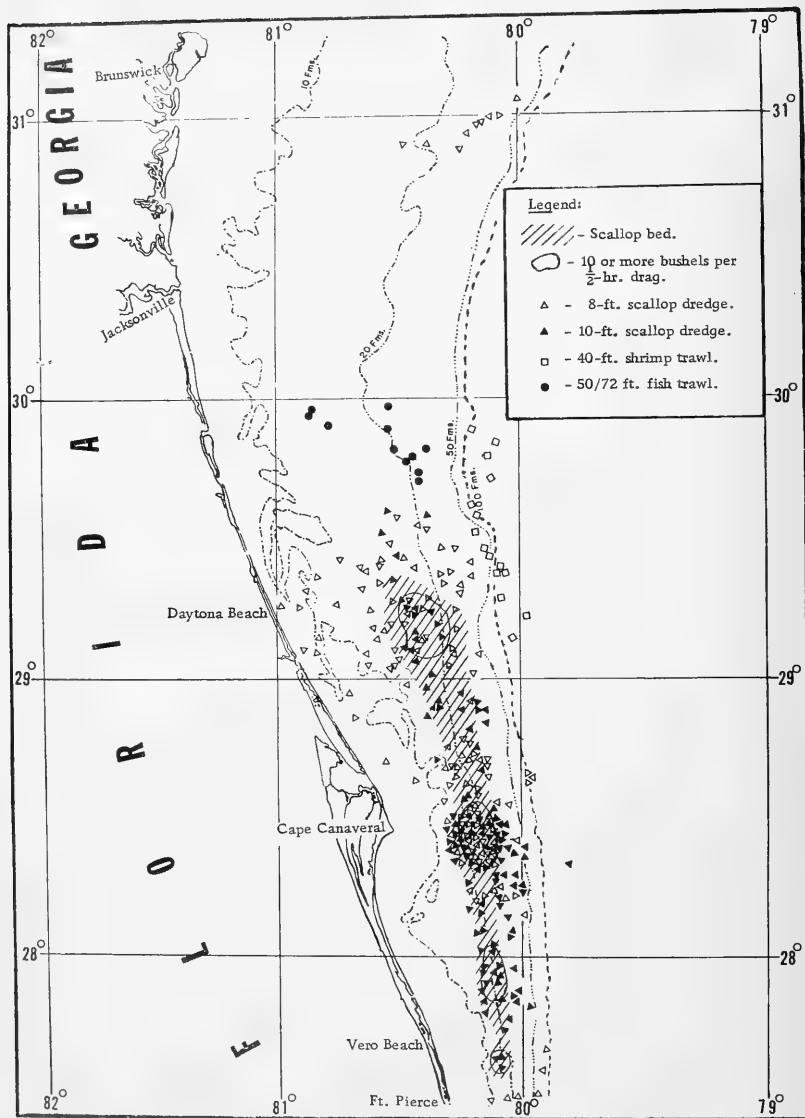 82°
81°
80°
79°
Brunswick
10 Fms.
31°
31°
GEORGIA
Legend:
- Scallop bed.
- 10 or more bushels per
1/2-hr. drag.
- 8-ft. scallop dredge.
- 10-ft. scallop dredge.
- 40-ft. shrimp trawl.
- 50/72 ft. fish trawl.
Jacksonville
20 Fms.
30°
30°
50 Fms.
Daytona Beach
29°
29°
Cape Canaveral
28°
28°
FLORIDA
Vero Beach
Ft. Pierce
82°
81°
80°
79°